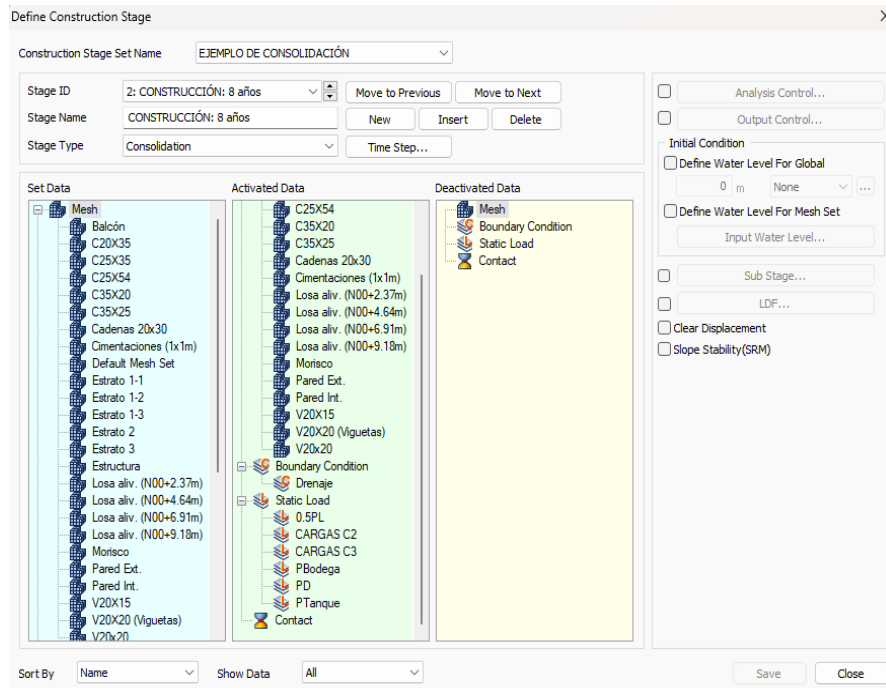 Define Construction Stage
Construction Stage Set Name EJEMPLO DE CONSOLIDACIÓN
Stage ID 2: CONSTRUCCIÓN: 8 años Move to Previous Move to Next
Stage Name CONSTRUCCIÓN: 8 años New Insert Delete
Stage Type Consolidation Time Step...
Set Data
Mesh
Balcón
C20X35
C25X35
C25X54
C35X20
C35X25
Cadenas 20x30
Cimentaciones (1x1m)
Default Mesh Set
Estrato 1-1
Estrato 1-2
Estrato 1-3
Estrato 2
Estrato 3
Estructura
Losa aliv. (N00+2.37m)
Losa aliv. (N00+4.64m)
Losa aliv. (N00+6.91m)
Losa aliv. (N00+9.18m)
Morisco
Pared Ext.
Pared Int.
V20X15
V20X20 (Viguetas)
V20x20
Activated Data
C25X54
C35X20
C35X25
Cadenas 20x30
Cimentaciones (1x1m)
Losa aliv. (N00+2.37m)
Losa aliv. (N00+4.64m)
Losa aliv. (N00+6.91m)
Losa aliv. (N00+9.18m)
Morisco
Pared Ext.
Pared Int.
V20X15
V20X20 (Viguetas)
V20x20
Boundary Condition
Drenaje
Static Load
0.5PL
CARGAS C2
CARGAS C3
PBodega
PD
PTanque
Contact
Deactivated Data
Mesh
Boundary Condition
Static Load
Contact
Analysis Control...
Output Control...
Initial Condition
Define Water Level For Global
0 m None ...
Define Water Level For Mesh Set
Input Water Level...
Sub Stage...
LDF...
Clear Displacement
Slope Stability(SRM)
Sort By Name Show Data All Save Close